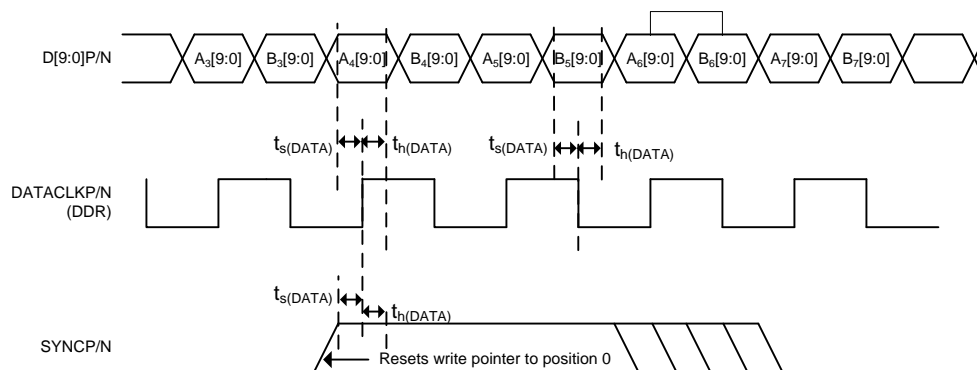 D[9:0]P/N
A3[9:0] B3[9:0] A4[9:0] B4[9:0] A5[9:0] B5[9:0] A6[9:0] B6[9:0] A7[9:0] B7[9:0]
ts(DATA) th(DATA) ts(DATA) th(DATA)
DATACLKP/N
(DDR)
ts(DATA)
th(DATA)
SYNCP/N
Resets write pointer to position 0